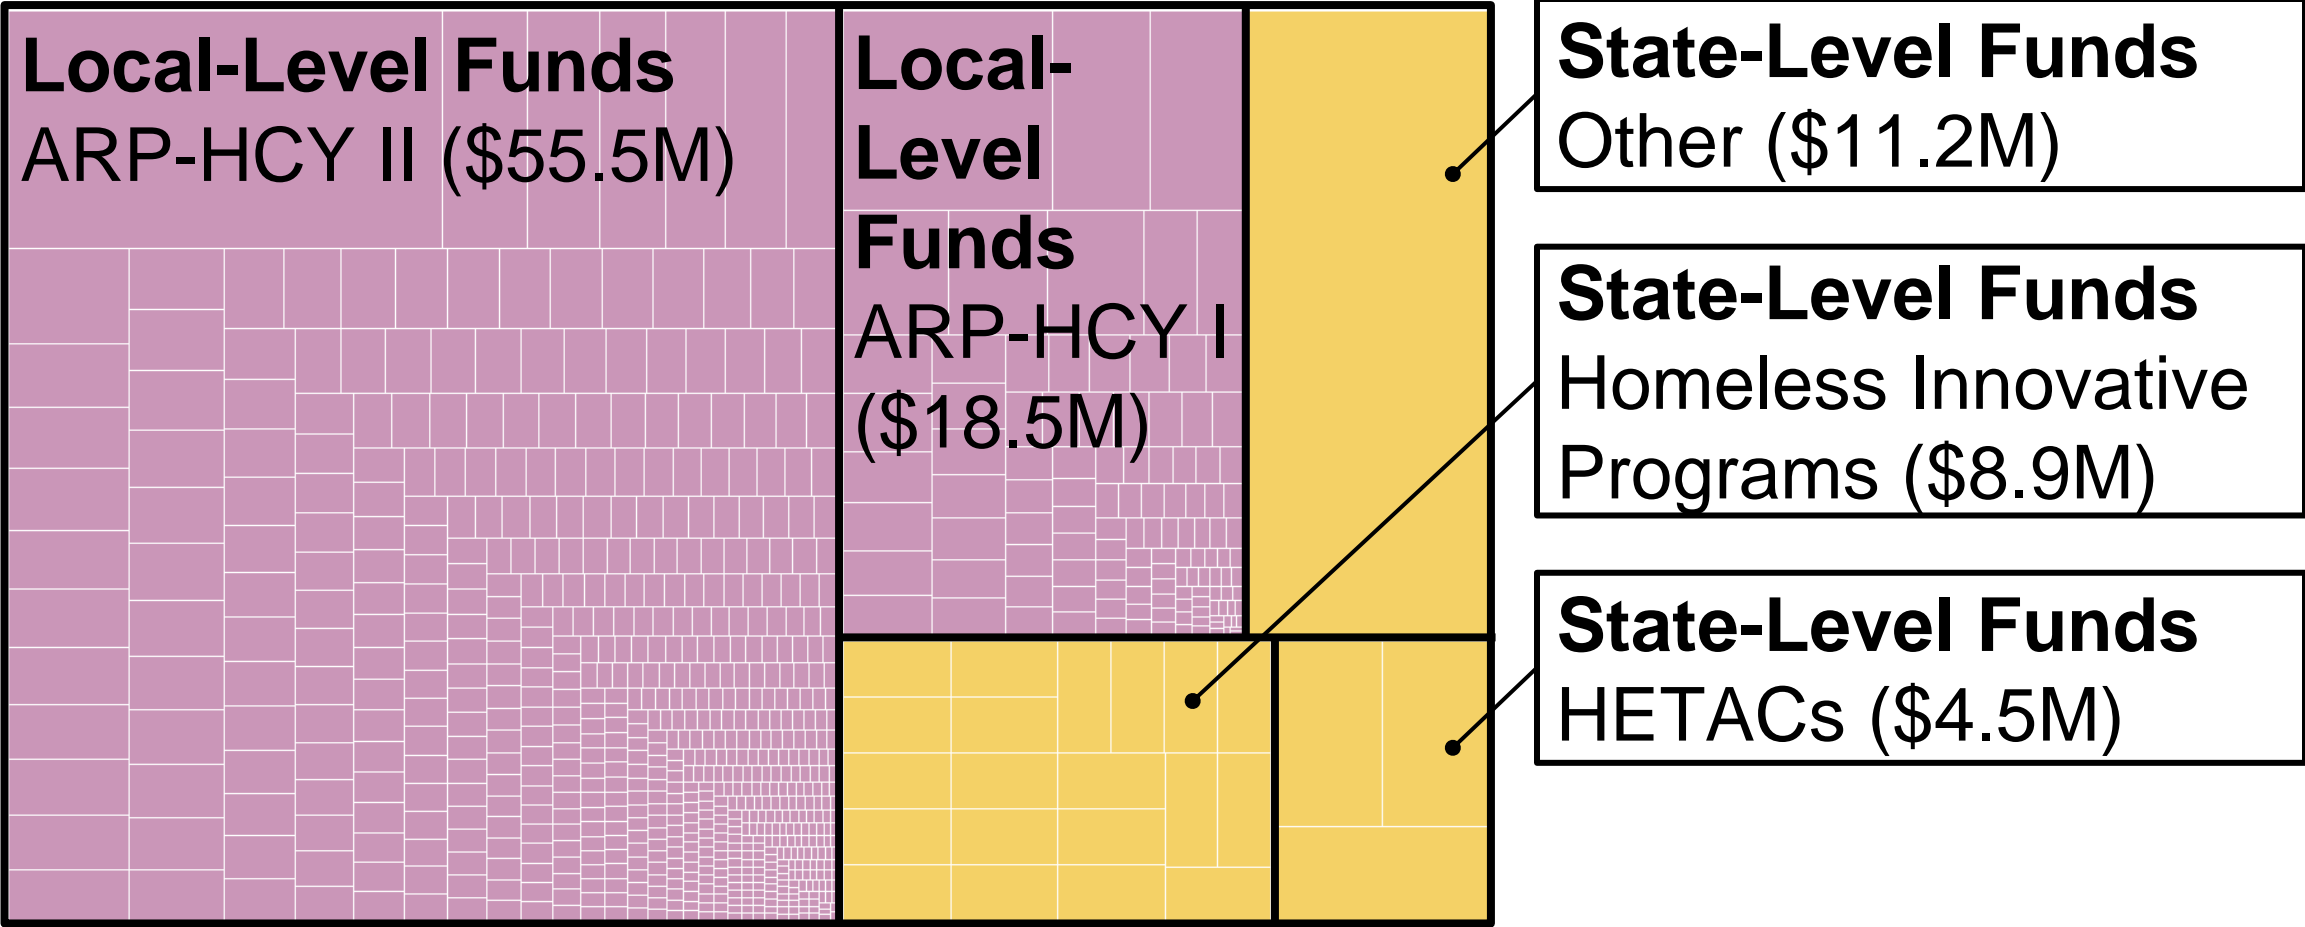 Local-Level Funds
ARP-HCY II ($55.5M)
Local-
Level
Funds
ARP-HCY I
($18.5M)
State-Level Funds
Other ($11.2M)
State-Level Funds
Homeless Innovative
Programs ($8.9M)
State-Level Funds
HETACs ($4.5M)